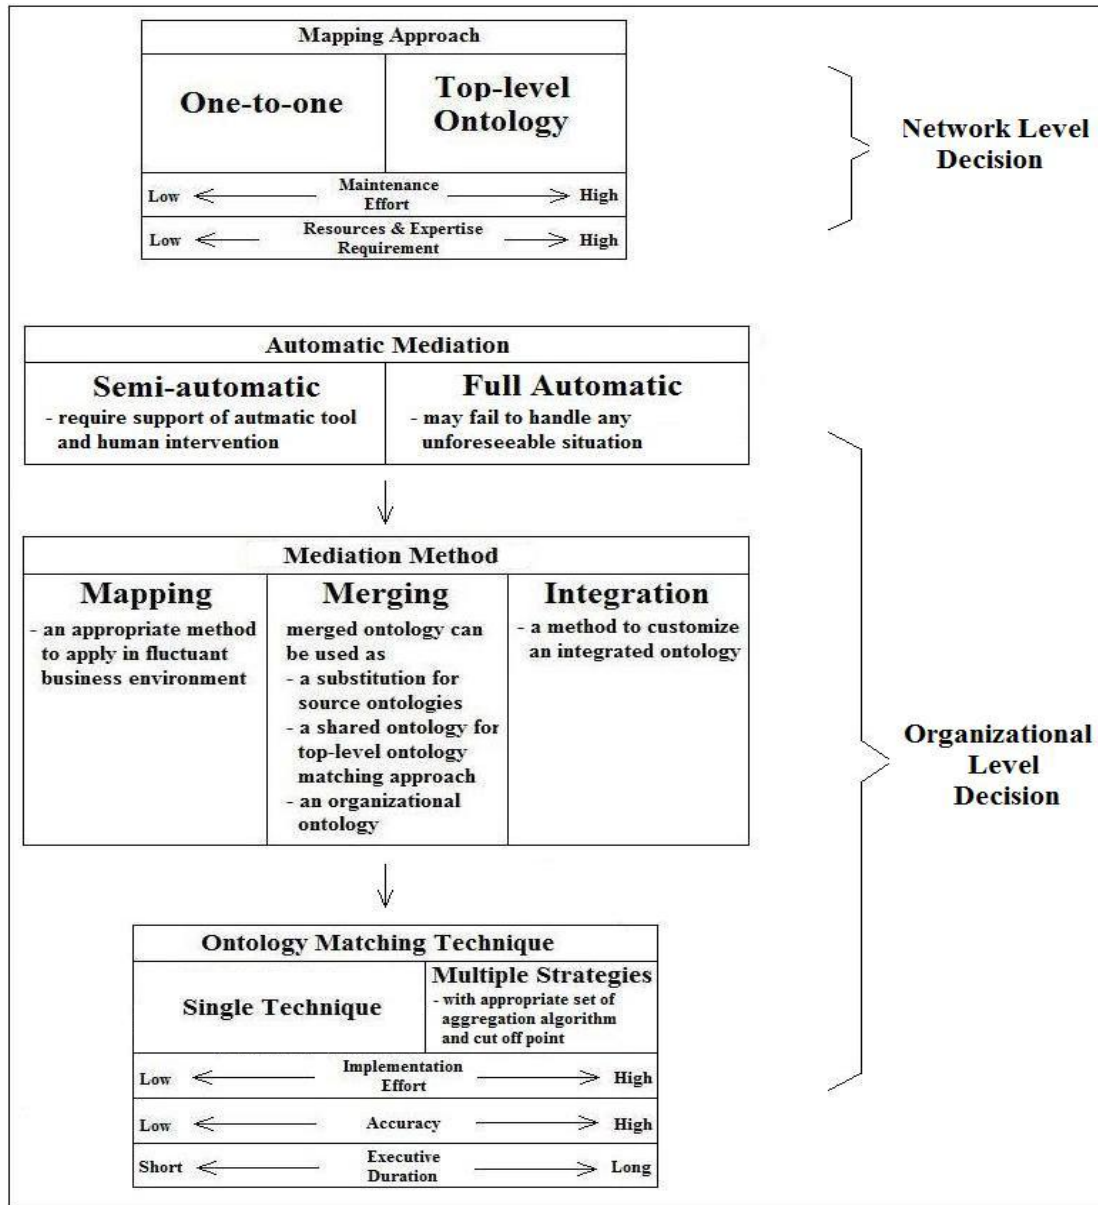 Mapping Approach
One-to-one
Top-level
Ontology
Low
Maintenance
Effort
High
Low
Resources & Expertise
Requirement
High
Network Level
Decision
Automatic Mediation
Semi-automatic
- require support of autmatic tool
and human intervention
Full Automatic
- may fail to handle any
unforeseeable situation
Mediation Method
Mapping
- an appropriate method
to apply in fluctuant
business environment
Merging
merged ontology can
be used as
- a substitution for
source ontologies
- a shared ontology for
top-level ontology
matching approach
- an organizational
ontology
Integration
- a method to customize
an integrated ontology
Organizational
Level
Decision
Ontology Matching Technique
Single Technique
Multiple Strategies
- with appropriate set of
aggregation algorithm
and cut off point
Low
Implementation
Effort
High
Low
Accuracy
High
Short
Executive
Duration
Long